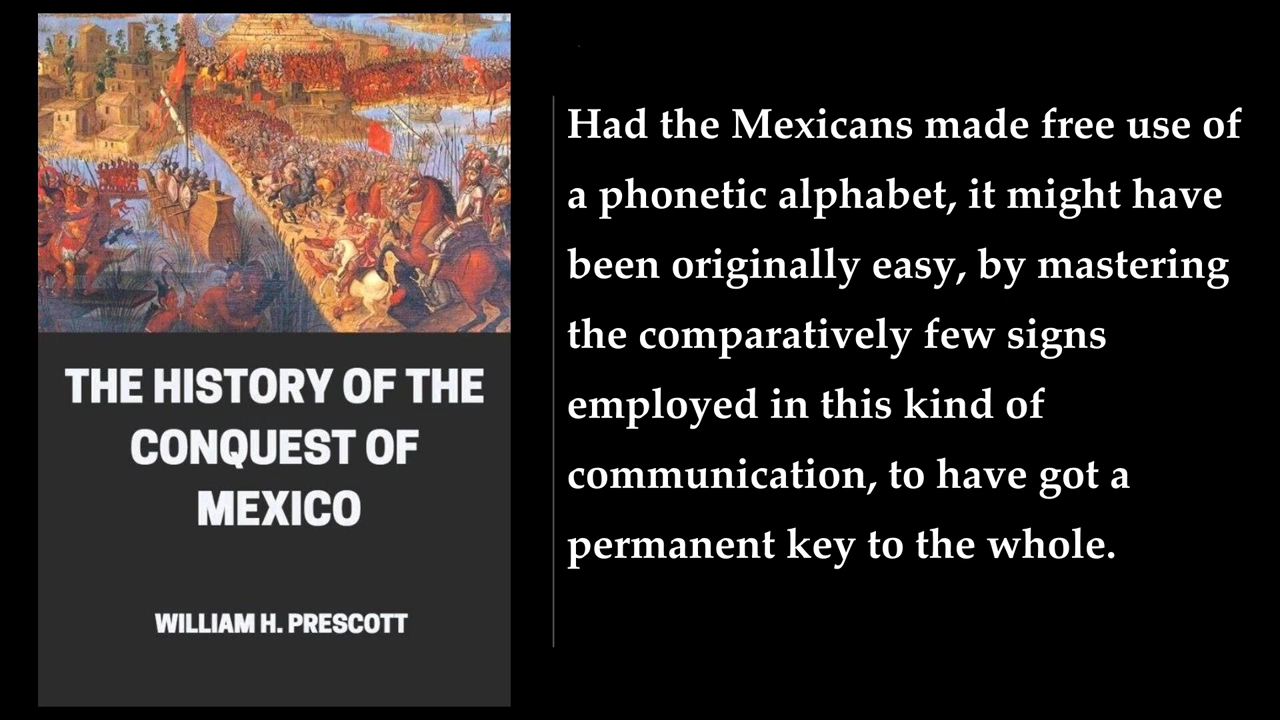 THE HISTORY OF THE
CONQUEST OF
MEXICO
WILLIAM H. PRESCOTT
Had the Mexicans made free use of
a phonetic alphabet, it might have
been originally easy, by mastering
the comparatively few signs
employed in this kind of
communication, to have got a
permanent key to the whole.